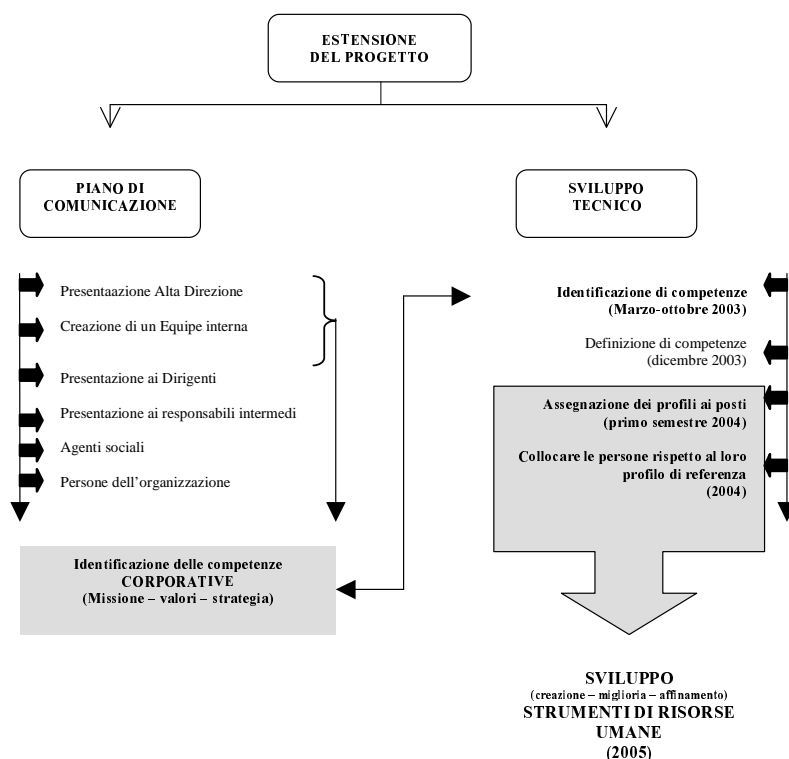 ESTENSIONE
DEL PROGETTO
PIANO DI
COMUNICAZIONE
SVILUPPO
TECNICO
Presentaazione Alta Direzione
Creazione di un Equipe interna
Presentazione ai Dirigenti
Presentazione ai responsabili intermedi
Agenti sociali
Persone dell'organizzazione
Identificazione delle competenze
CORPORATIVE
(Missione – valori – strategia)
Identificazione di competenze
(Marzo-ottobre 2003)
Definizione di competenze
(dicembre 2003)
Assegnazione dei profili ai posti
(primo semestre 2004)
Collocare le persone rispetto al loro
profilo di referenza
(2004)
SVILUPPO
(creazione – miglioria – affinamento)
STRUMENTI DI RISORSE
UMANE
(2005)